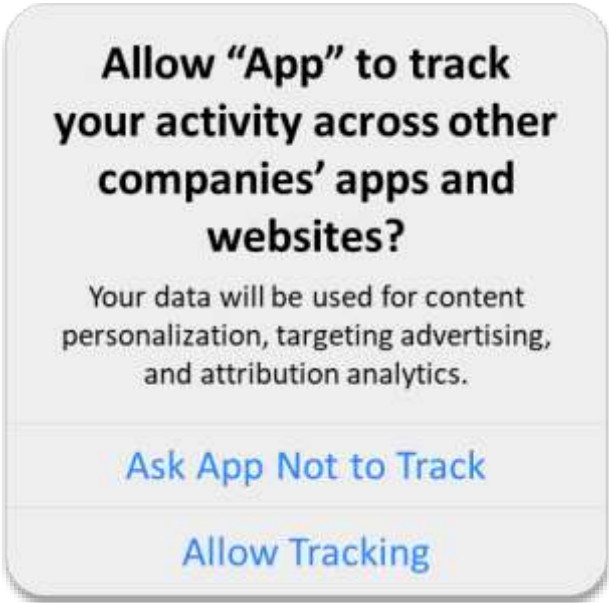 Allow “App” to track
your activity across other
companies’ apps and
websites?
Your data will be used for content
personalization, targeting advertising,
and attribution analytics.
Ask App Not to Track
Allow Tracking